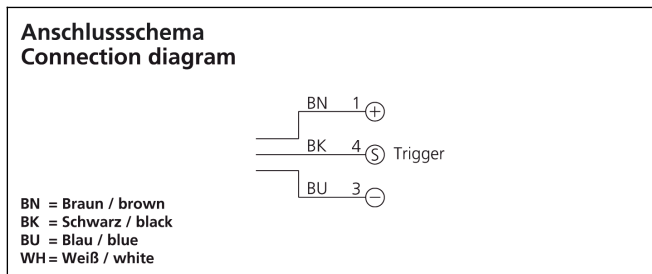 Anschlussschema
Connection diagram
BN 1 +
BK 4 S Trigger
BU 3 −
BN = Braun / brown
BK = Schwarz / black
BU = Blau / blue
WH = Weiß / white